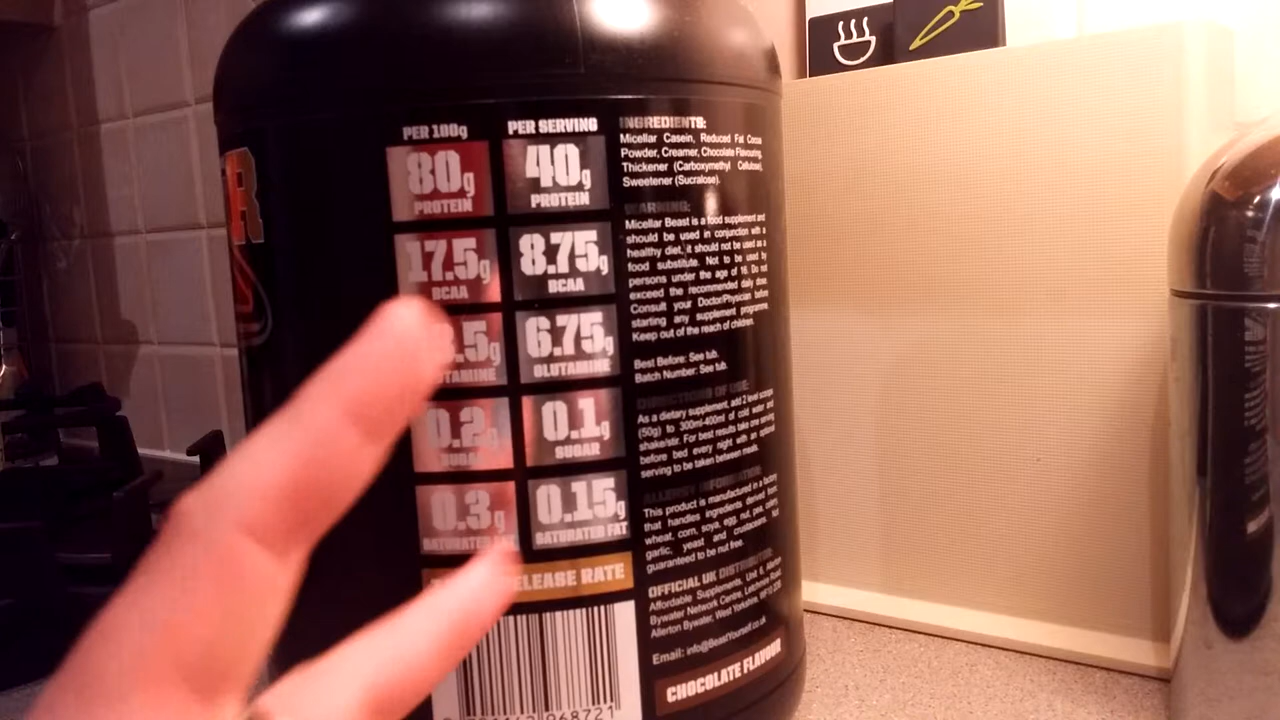 R
PER 100g
80g
PROTEIN
17.5g
BCAA
.5g
0.2g
SUGAR
0.3g
SATURATED FAT
PER SERVING
40g
PROTEIN
8.75g
BCAA
6.75g
GLUTAMINE
0.1g
SUGAR
0.15g
SATURATED FAT
RELEASE RATE
068721
INGREDIENTS:
Micellar Casein, Reduced Fat Cocoa
Powder, Creamer, Chocolate Flavouring,
Thickener (Carboxymethyl Cellulose),
Sweetener (Sucralose).
WARNING:
Micellar Beast is a food supplement and
should be used in conjunction with a
healthy diet, it should not be used as a
food substitute. Not to be used by
persons under the age of 16. Do not
exceed the recommended daily dose.
Consult your Doctor/Physician before
starting any supplement programme.
Keep out of the reach of children.
Best Before: See tub.
Batch Number: See tub.
DIRECTIONS OF USE:
As a dietary supplement, add 2 level scoops
(50g) to 300ml-400ml of cold water and
shake/stir. For best results take one serving
before bed every night with an optional
serving to be taken between meals.
ALLERGY INFORMATION:
This product is manufactured in a factory
that handles ingredients derived from
wheat, corn, soya, egg, nut, pea, celery,
garlic, yeast and crustaceans. Not
guaranteed to be nut free.
OFFICIAL UK DISTRIBUTOR:
Affordable Supplements, Unit 6, Allerton
Bywater Network Centre, Letchmire Road,
Allerton Bywater, West Yorkshire, WF10 2DB
Email: info@BeastYourself.co.uk
CHOCOLATE FLAVOUR